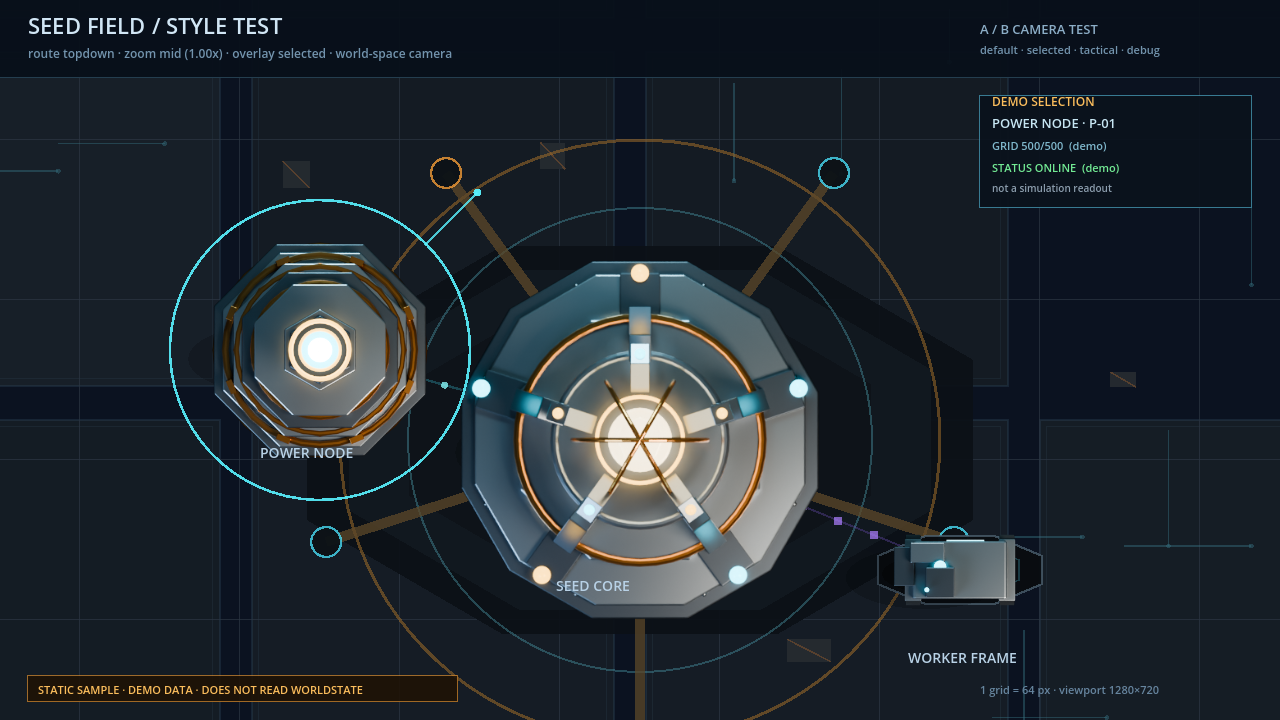 SEED FIELD / STYLE TEST
route topdown · zoom mid (1.00x) · overlay selected · world-space camera
A / B CAMERA TEST
default · selected · tactical · debug
DEMO SELECTION
POWER NODE · P-01
GRID 500/500 (demo)
STATUS ONLINE (demo)
not a simulation readout
POWER NODE
SEED CORE
WORKER FRAME
STATIC SAMPLE · DEMO DATA · DOES NOT READ WORLDSTATE
1 grid = 64 px · viewport 1280×720